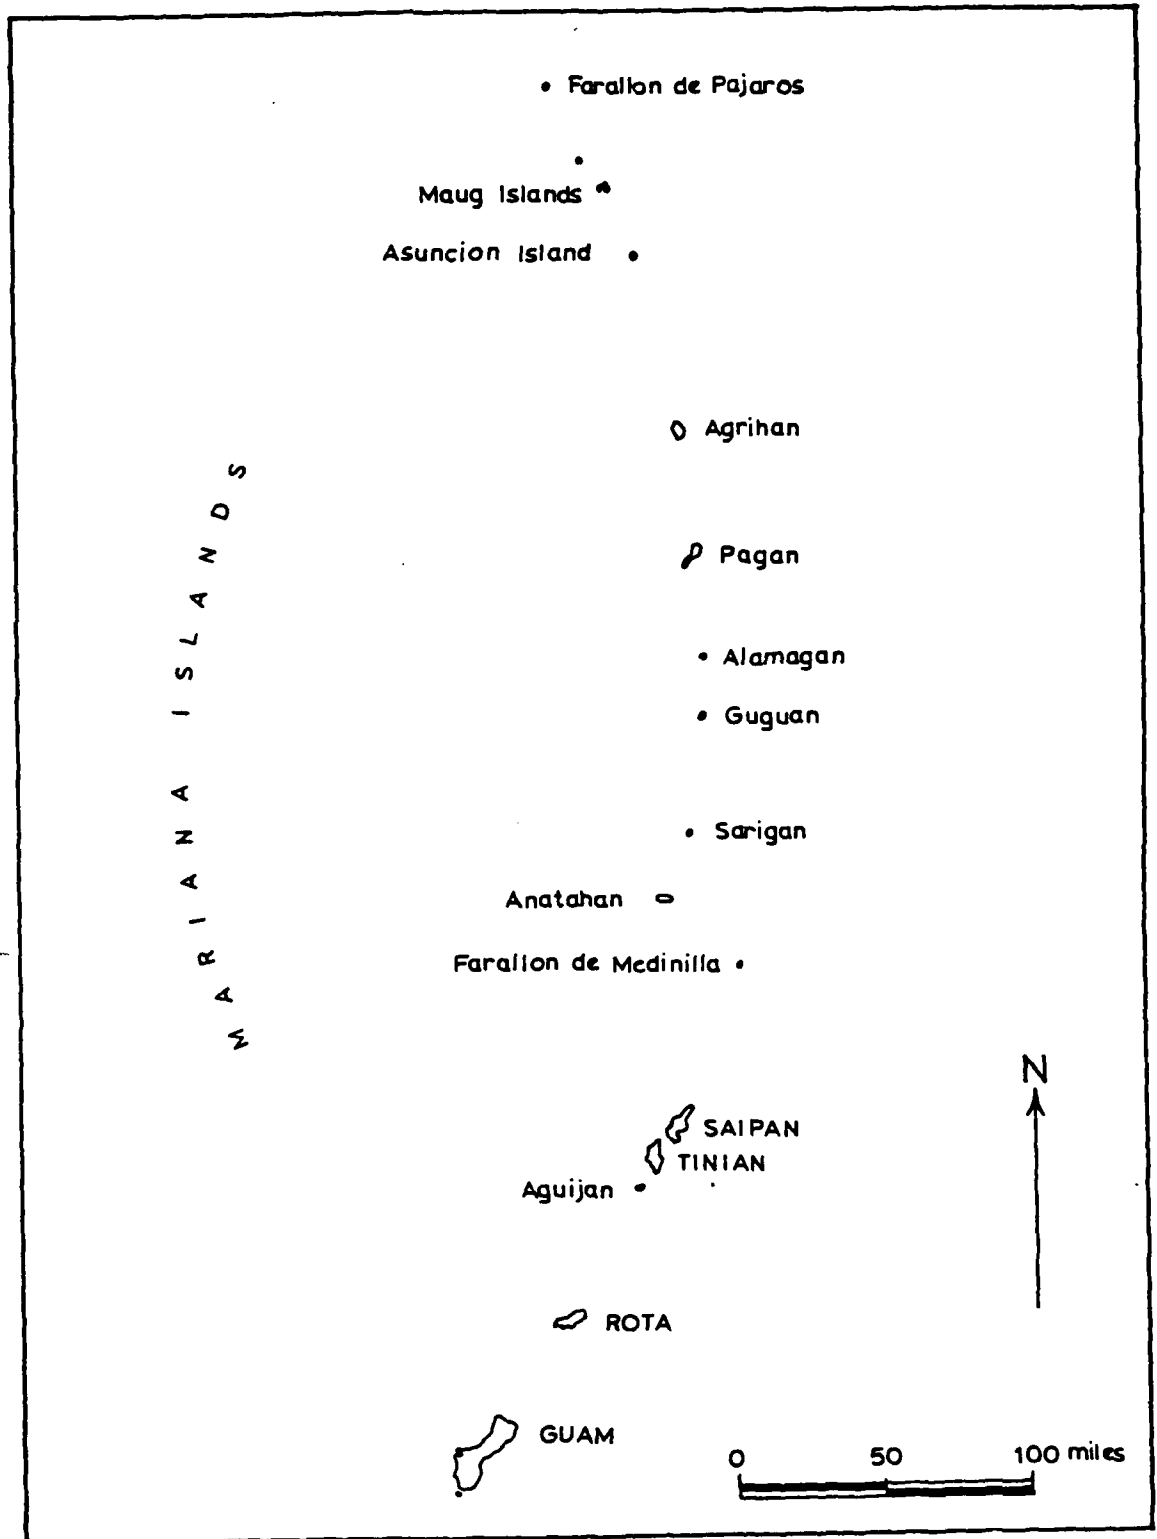 Farallon de Pajaros
Maug Islands
Asuncion Island
Agrihan
Pagan
Alamagan
Guguan
Sarigan
Anatahan
Farallon de Medinilla
MARIANA ISLANDS
N
SAIPAN
TINIAN
Aguijan
ROTA
GUAM
0 50 100 miles